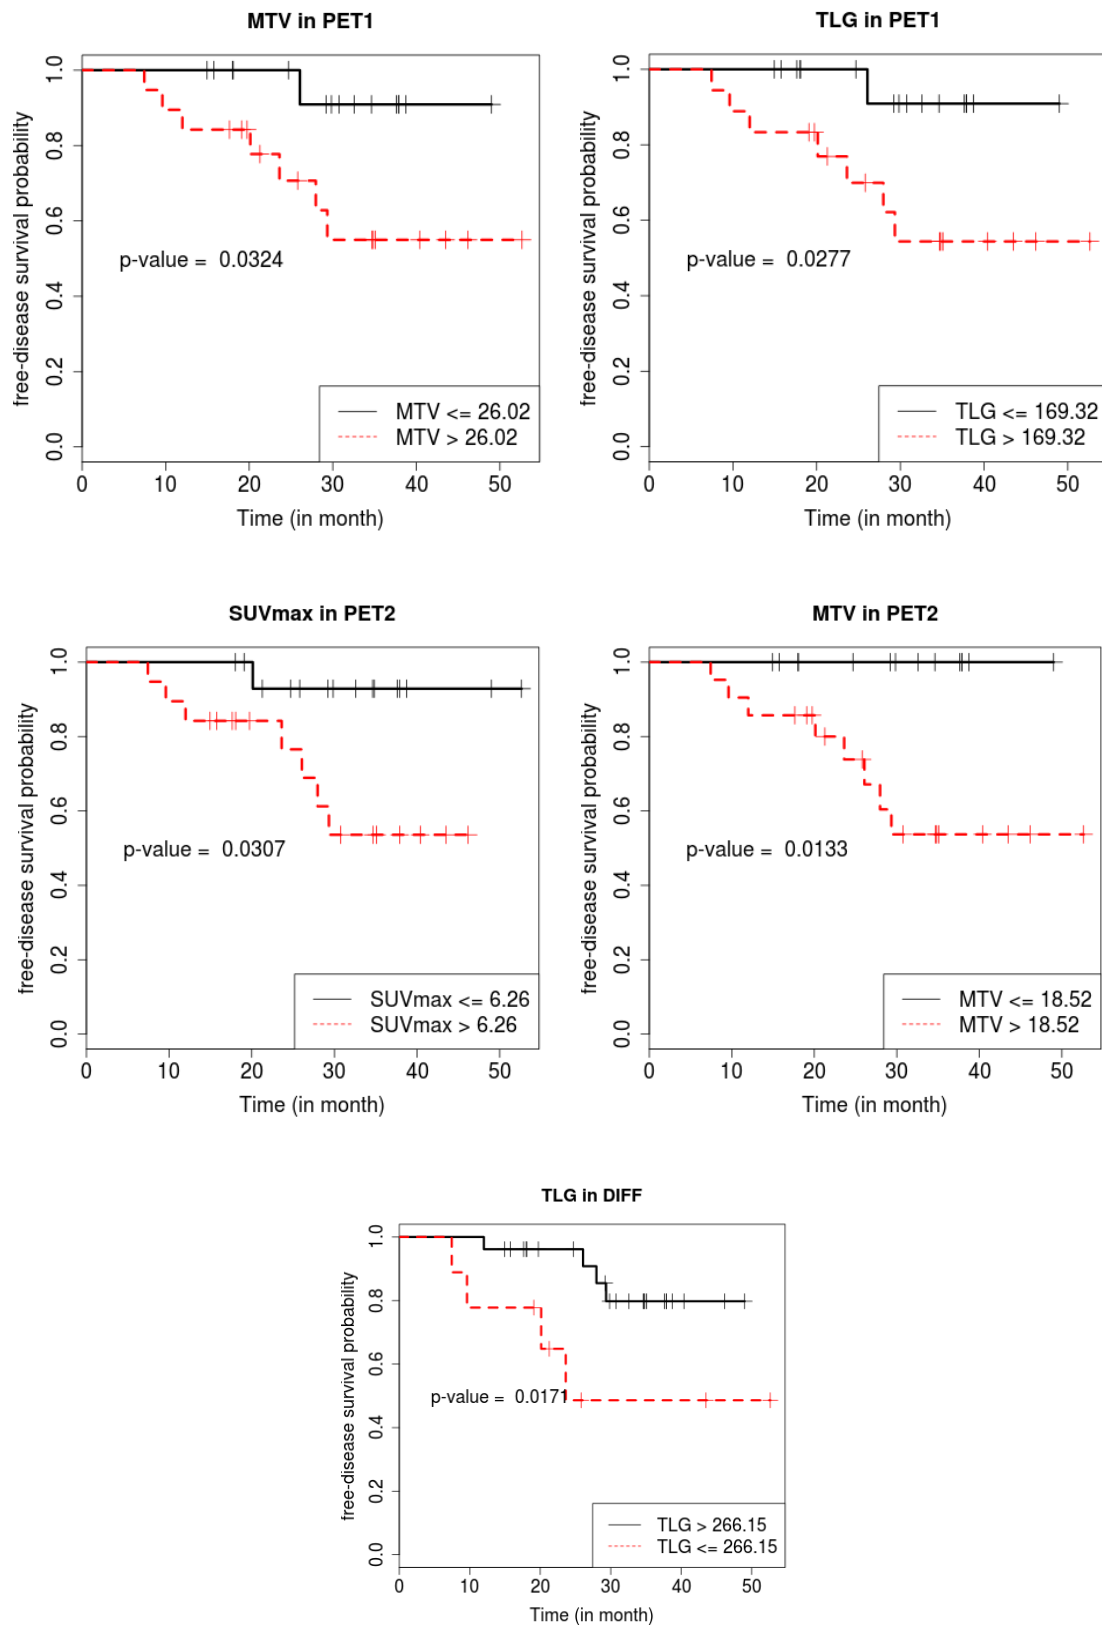 MTV in PET1
free-disease survival probability
1.0
0.8
0.6
0.4
0.2
0.0
p-value = 0.0324
MTV <= 26.02
MTV > 26.02
0 10 20 30 40 50
Time (in month)
TLG in PET1
free-disease survival probability
1.0
0.8
0.6
0.4
0.2
0.0
p-value = 0.0277
TLG <= 169.32
TLG > 169.32
0 10 20 30 40 50
Time (in month)
SUVmax in PET2
free-disease survival probability
1.0
0.8
0.6
0.4
0.2
0.0
p-value = 0.0307
SUVmax <= 6.26
SUVmax > 6.26
0 10 20 30 40 50
Time (in month)
MTV in PET2
free-disease survival probability
1.0
0.8
0.6
0.4
0.2
0.0
p-value = 0.0133
MTV <= 18.52
MTV > 18.52
0 10 20 30 40 50
Time (in month)
TLG in DIFF
free-disease survival probability
1.0
0.8
0.6
0.4
0.2
0.0
p-value = 0.0171
TLG > 266.15
TLG <= 266.15
0 10 20 30 40 50
Time (in month)